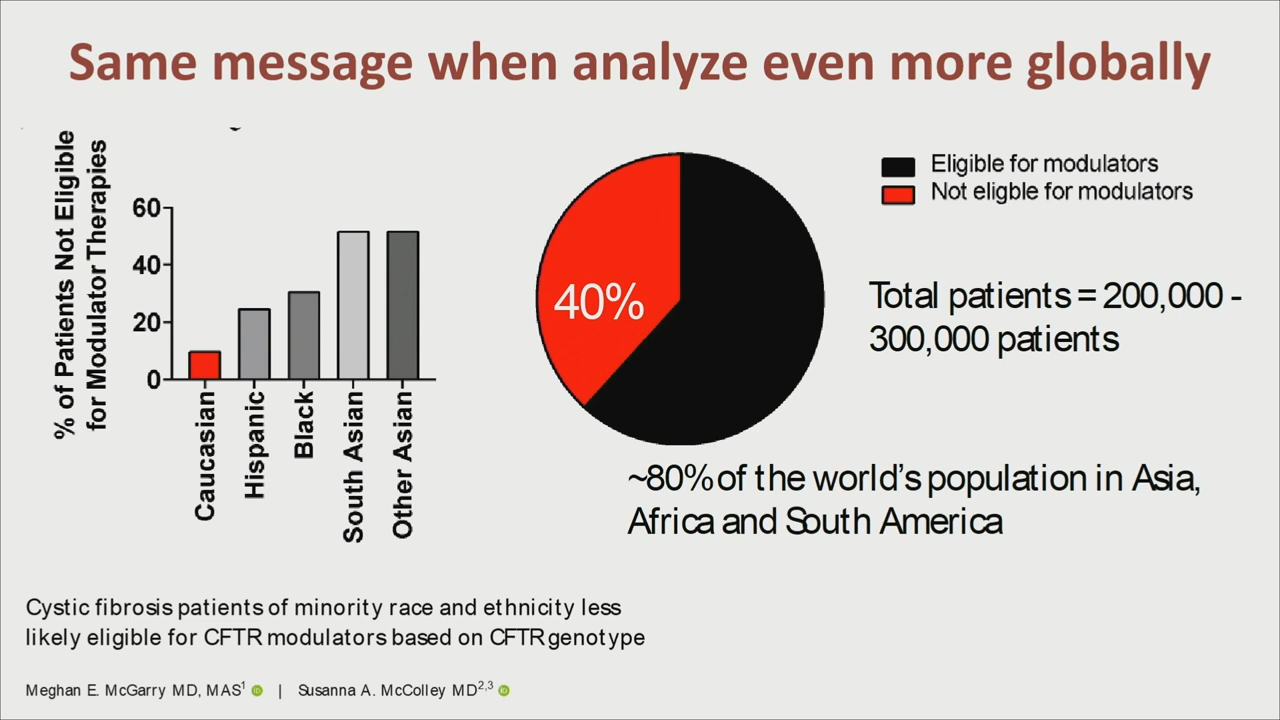 Same message when analyze even more globally
% of Patients Not Eligible
for Modulator Therapies
60
40
20
0
Caucasian
Hispanic
Black
South Asian
Other Asian
40%
Eligible for modulators
Not eligble for modulators
Total patients = 200,000 -
300,000 patients
~80% of the world's population in Asia,
Africa and South America
Cystic fibrosis patients of minority race and ethnicity less
likely eligible for CFTR modulators based on CFTR genotype
Meghan E. McGarry MD, MAS1 iD | Susanna A. McColley MD2,3 iD